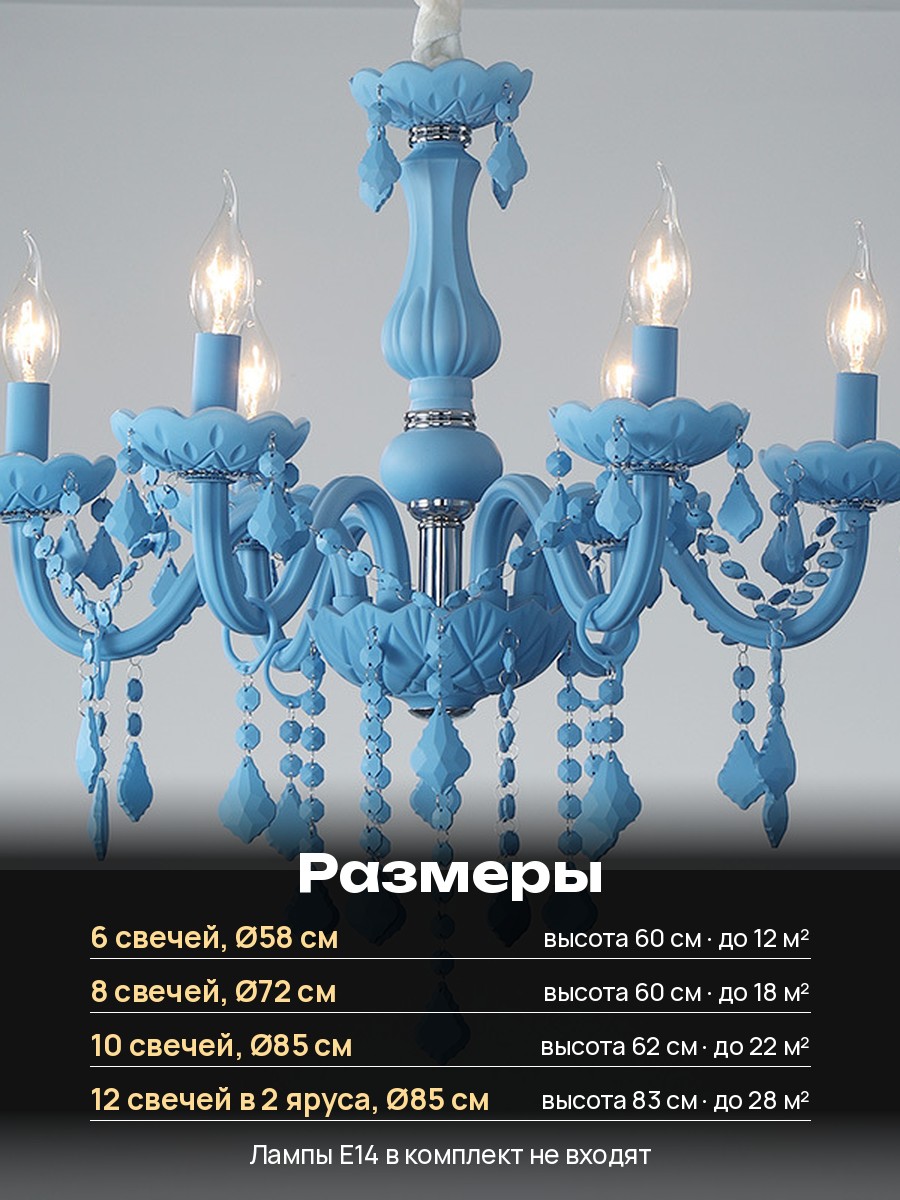 Размеры
6 свечей, Ø58 см высота 60 см · до 12 м²
8 свечей, Ø72 см высота 60 см · до 18 м²
10 свечей, Ø85 см высота 62 см · до 22 м²
12 свечей в 2 яруса, Ø85 см высота 83 см · до 28 м²
Лампы E14 в комплект не входят